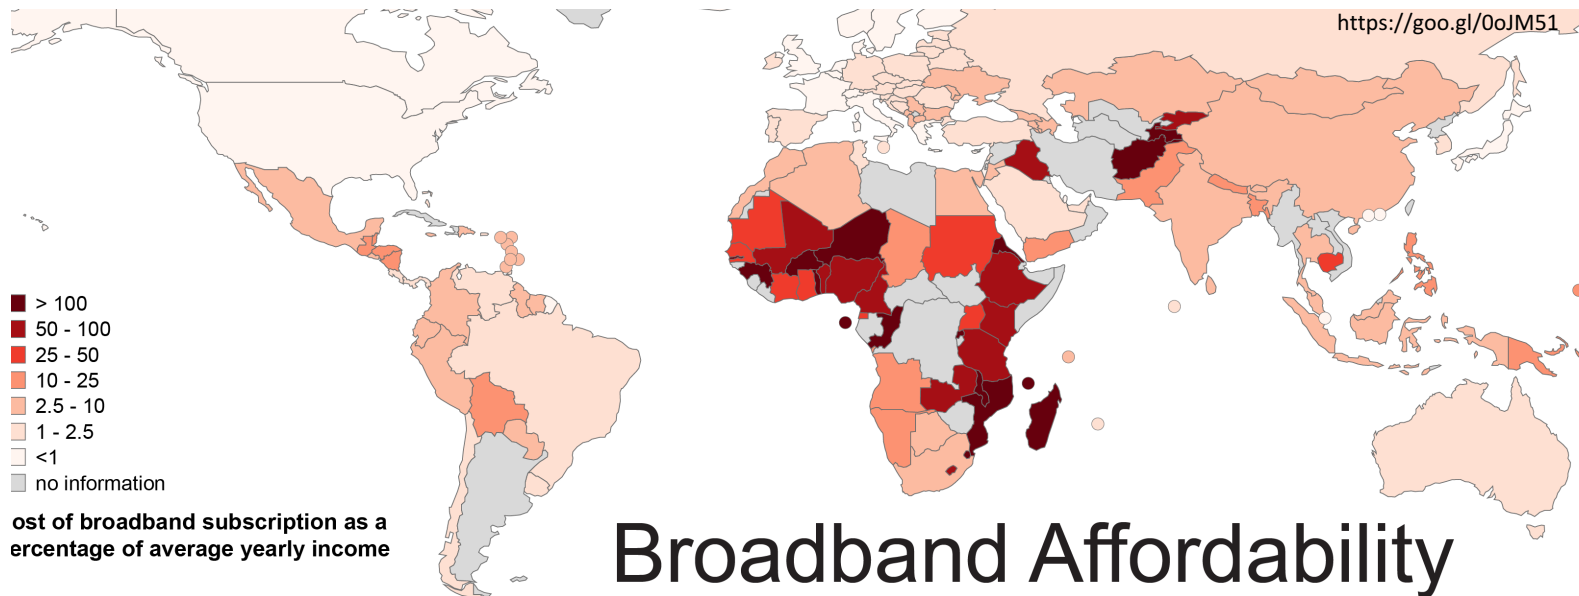 https://goo.gl/0oJM51
> 100
50 - 100
25 - 50
10 - 25
2.5 - 10
1 - 2.5
<1
no information
ost of broadband subscription as a
ercentage of average yearly income
Broadband Affordability